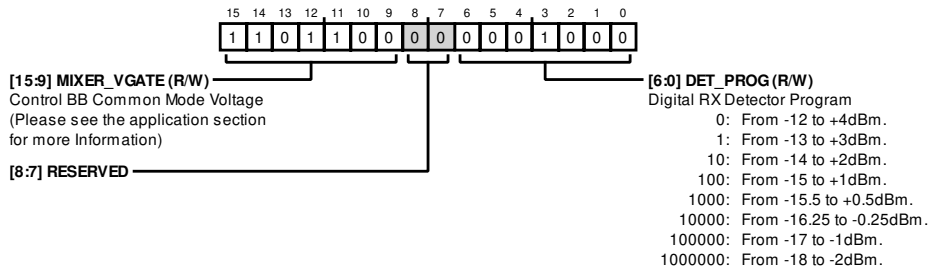 15 14 13 12 11 10 9 8 7 6 5 4 3 2 1 0
1 1 0 1 1 0 0 0 0 0 0 0 1 0 0 0
[15:9] MIXER_VGATE (R/W)
Control BB Common Mode Voltage
(Please see the application section
for more Information)
[8:7] RESERVED
[6:0] DET_PROG (R/W)
Digital RX Detector Program
0: From -12 to +4dBm.
1: From -13 to +3dBm.
10: From -14 to +2dBm.
100: From -15 to +1dBm.
1000: From -15.5 to +0.5dBm.
10000: From -16.25 to -0.25dBm.
100000: From -17 to -1dBm.
1000000: From -18 to -2dBm.